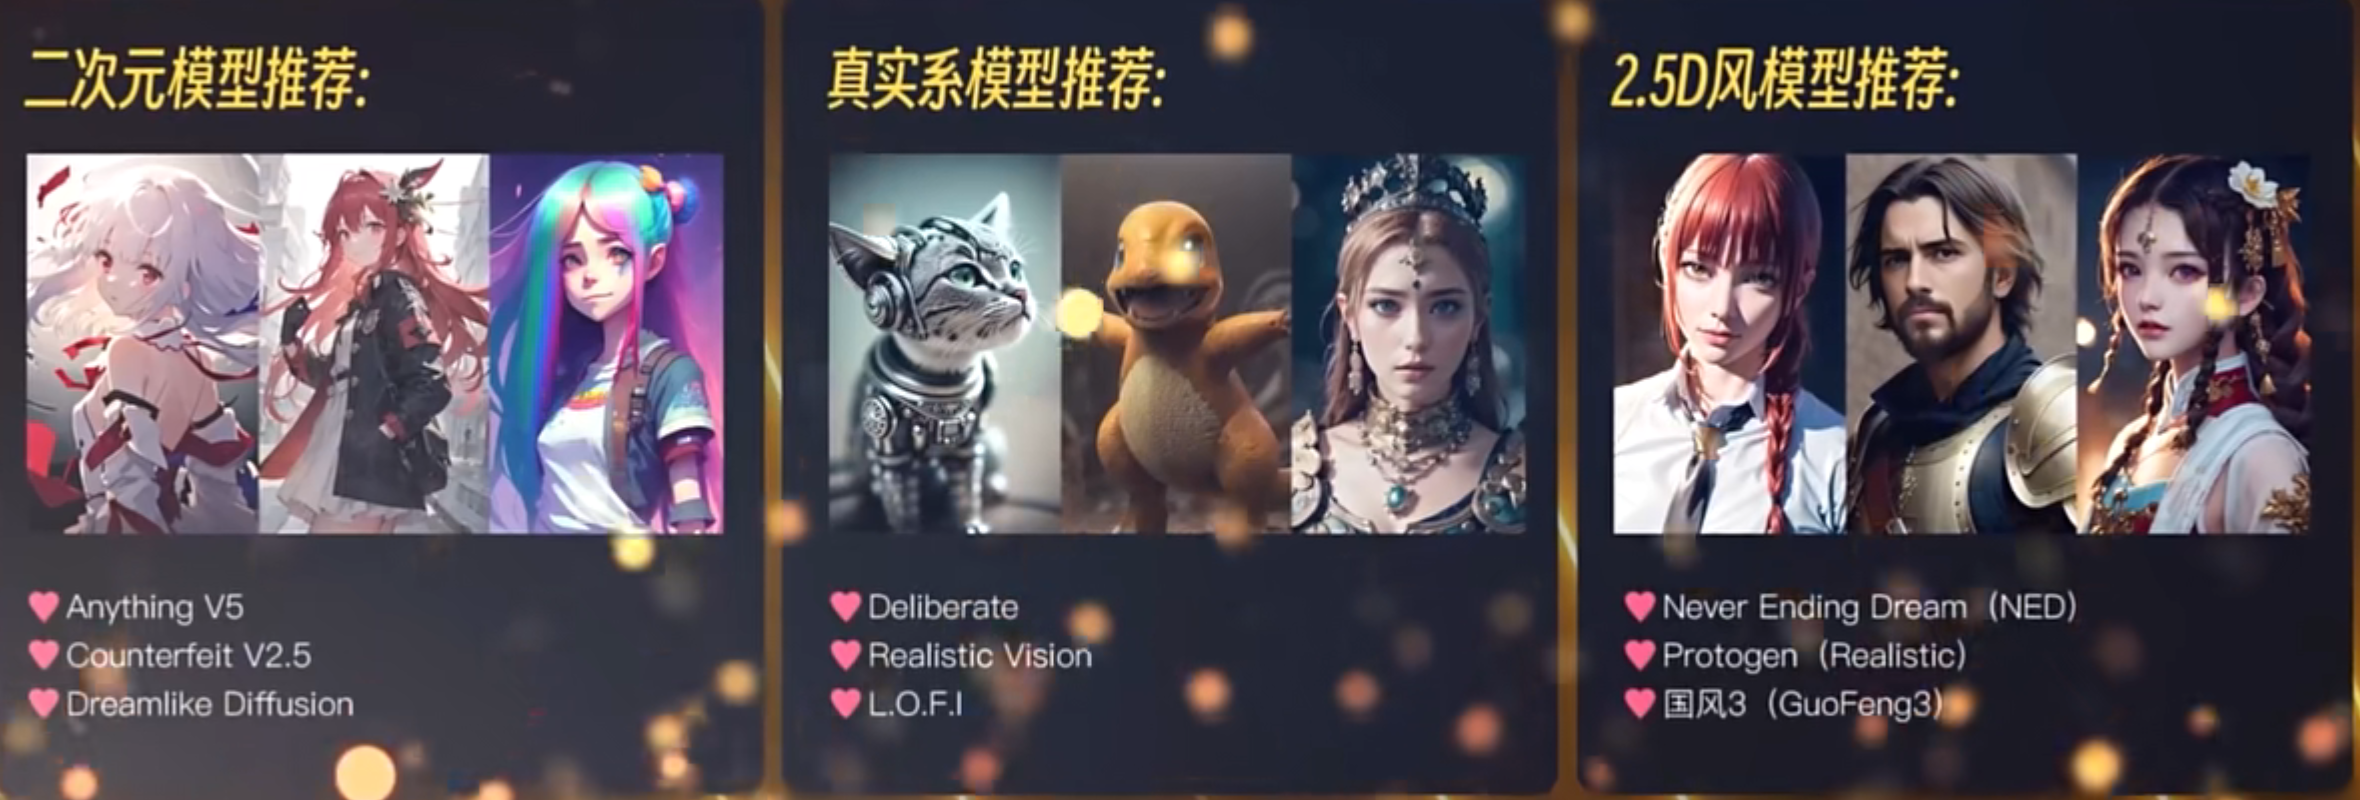 二次元模型推荐:
Anything V5
Counterfeit V2.5
Dreamlike Diffusion
真实系模型推荐:
Deliberate
Realistic Vision
L.O.F.I
2.5D风模型推荐:
Never Ending Dream（NED）
Protogen（Realistic）
国风3（GuoFeng3）